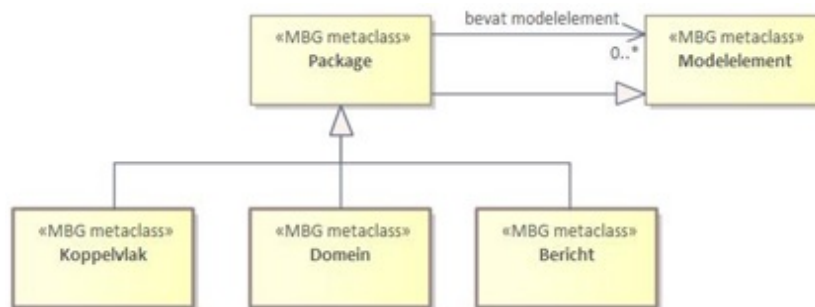 bevat modelelement
«MBG metaclass»
Package
0..*
«MBG metaclass»
Modelelement
«MBG metaclass»
Koppelvlak
«MBG metaclass»
Domein
«MBG metaclass»
Bericht